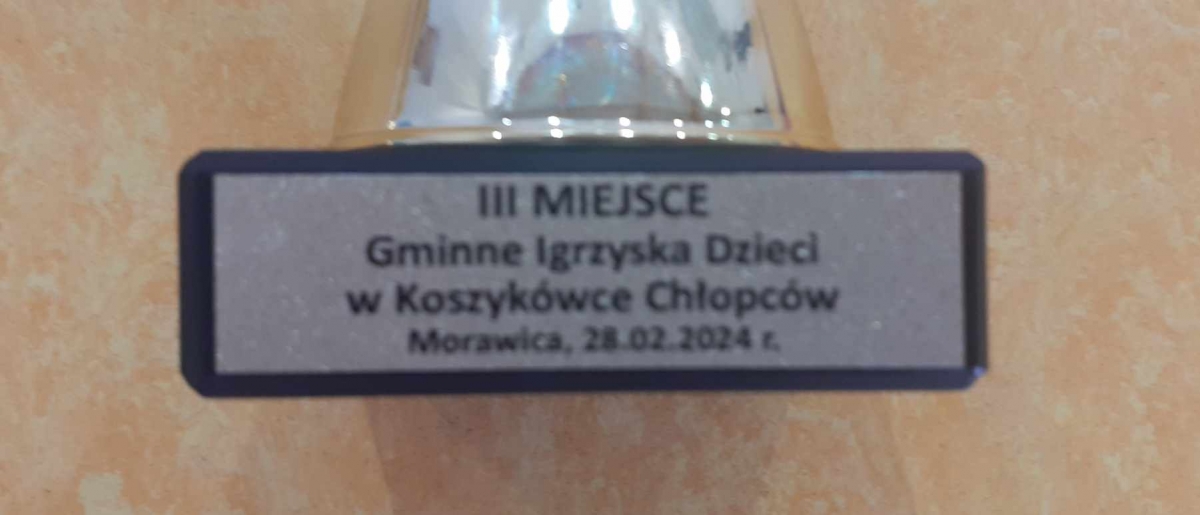 III MIEJSCE
Gminne Igrzyska Dzieci
w Koszykówce Chłopców
Morawica, 28.02.2024 r.